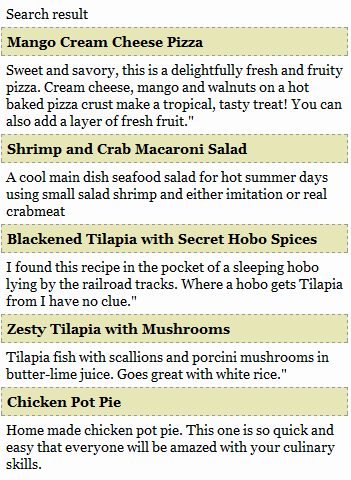 Search result
Mango Cream Cheese Pizza
Sweet and savory, this is a delightfully fresh and fruity
pizza. Cream cheese, mango and walnuts on a hot
baked pizza crust make a tropical, tasty treat! You can
also add a layer of fresh fruit."
Shrimp and Crab Macaroni Salad
A cool main dish seafood salad for hot summer days
using small salad shrimp and either imitation or real
crabmeat
Blackened Tilapia with Secret Hobo Spices
I found this recipe in the pocket of a sleeping hobo
lying by the railroad tracks. Where a hobo gets Tilapia
from I have no clue."
Zesty Tilapia with Mushrooms
Tilapia fish with scallions and porcini mushrooms in
butter-lime juice. Goes great with white rice."
Chicken Pot Pie
Home made chicken pot pie. This one is so quick and
easy that everyone will be amazed with your culinary
skills.